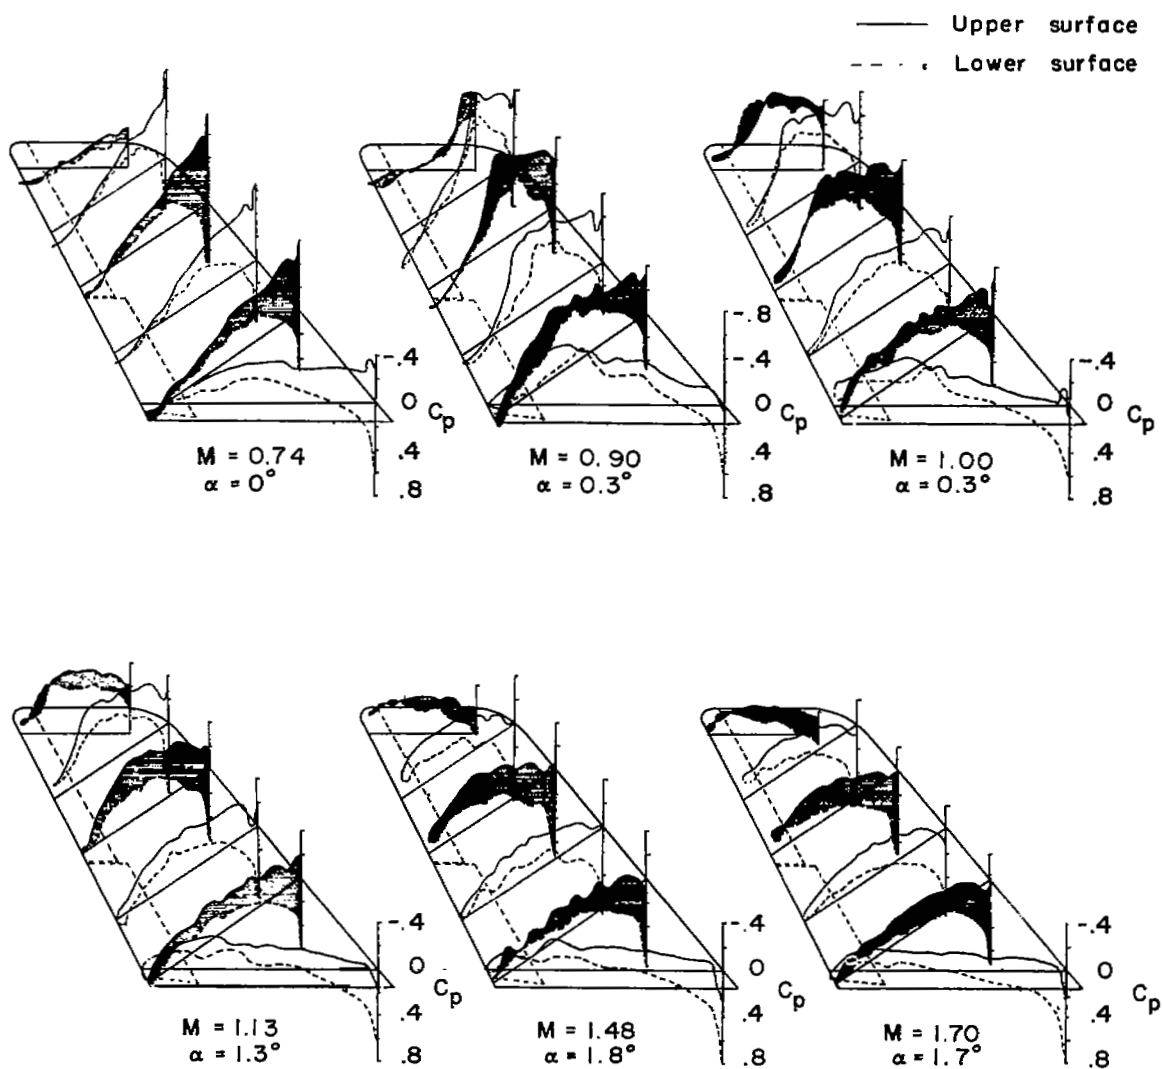 Upper surface
Lower surface
-.4
0
Cp
.4
.8
M = 0.74
α = 0°
-.8
-.4
0
Cp
.4
.8
M = 0.90
α = 0.3°
-.4
0
Cp
.4
.8
M = 1.00
α = 0.3°
-.4
0
Cp
.4
.8
M = 1.13
α = 1.3°
-.4
0
Cp
.4
.8
M = 1.48
α = 1.8°
-.4
0
Cp
.4
.8
M = 1.70
α = 1.7°